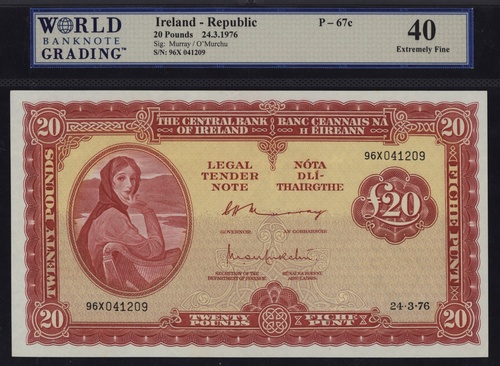 WORLD
BANKNOTE
GRADING™
Ireland - Republic
20 Pounds 24.3.1976
Sig: Murray / O'Murchu
S/N: 96X 041209
P - 67c
40
Extremely Fine
20
THE CENTRAL BANK
OF IRELAND
BANC CEANNAIS NA
H ÉIREANN
20
96X041209
LEGAL
TENDER
NOTE
NÓTA
DLÍ-
THAIRGTHE
TWENTY POUNDS
FICHE PUNT
£20
GOVERNOR.
AN GOBHARNÓIR.
SECRETARY OF THE
DEPARTMENT OF FINANCE.
RÚNAÍ NA ROINNE
AIRGEADAIS.
96X041209
24-3-76
20
TWENTY
POUNDS
FICHE
PUNT
20